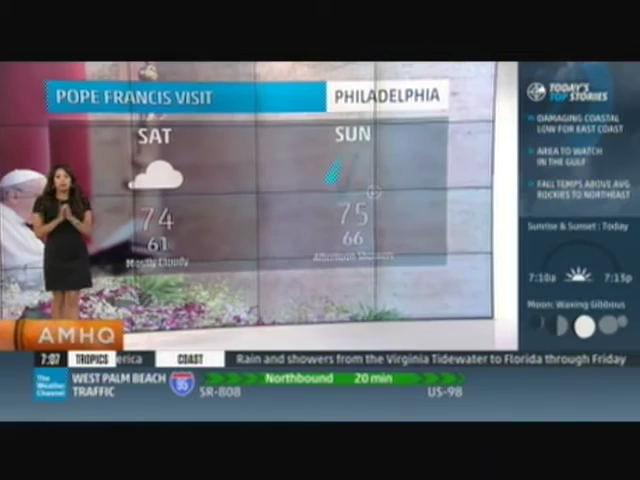 POPE FRANCIS VISIT
PHILADELPHIA
SAT
SUN
74
61
Mostly Cloudy
75
66
Afternoon Showers
TODAY'S
TOP STORIES
DAMAGING COASTAL
LOW FOR EAST COAST
AREA TO WATCH
IN THE GULF
FALL TEMPS ABOVE AVG
ROCKIES TO NORTHEAST
Sunrise & Sunset : Today
7:10a
7:13p
Moon: Waxing Gibbous
AMHQ
7:07
TROPICS
erica
COAST
Rain and showers from the Virginia Tidewater to Florida through Friday
The
Weather
Channel
WEST PALM BEACH
TRAFFIC
95
Northbound 20 min
SR-808
US-98